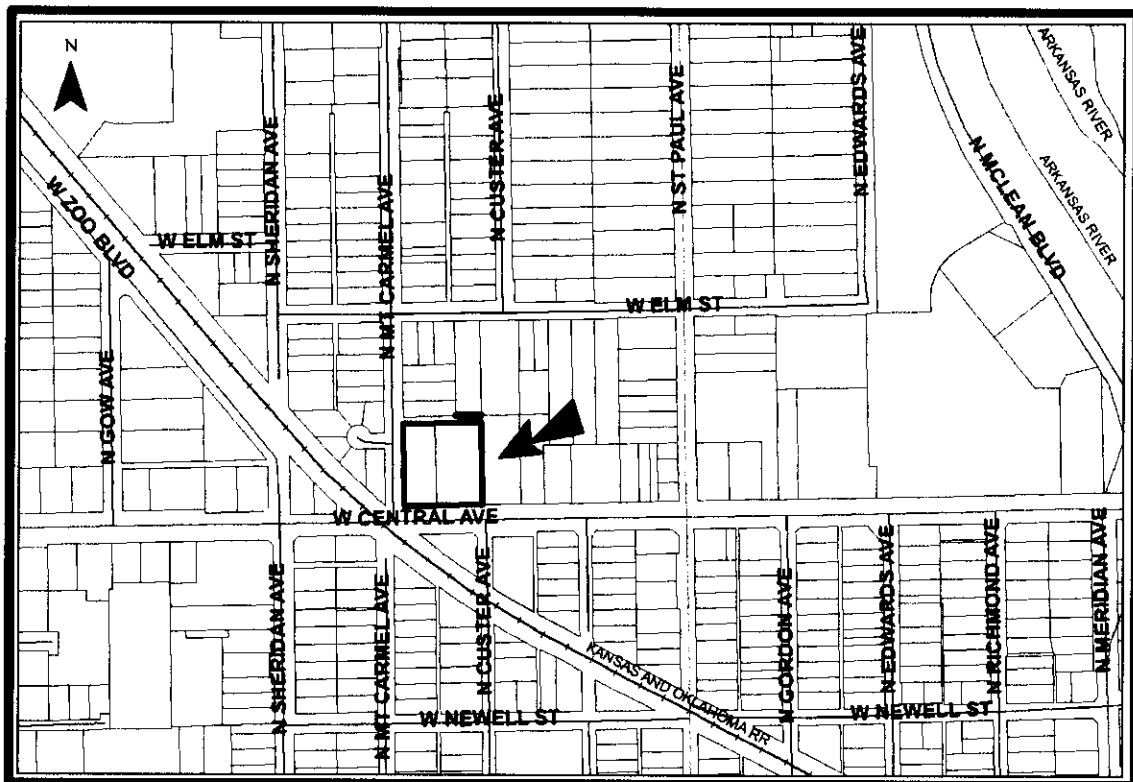 N
ARKANSAS RIVER
ARKANSAS RIVER
N EDWARDS AVE
N ST PAUL AVE
N CUSTER AVE
N SHERIDAN AVE
N MT CARMEL AVE
N MCLEAN BLVD
W ZOO BLVD
W ELM ST
W ELM ST
N GOW AVE
W CENTRAL AVE
N SHERIDAN AVE
N MT CARMEL AVE
N CUSTER AVE
KANSAS AND OKLAHOMA RR
N GORDON AVE
N EDWARDS AVE
N RICHMOND AVE
N MERIDIAN AVE
W NEWELL ST
W NEWELL ST